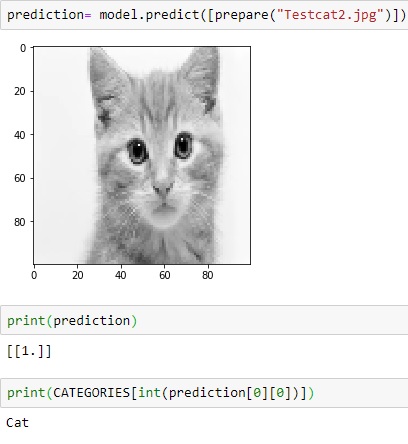 prediction= model.predict([prepare("Testcat2.jpg")])
0
20
40
60
80
0 20 40 60 80
print(prediction)
[[1.]]
print(CATEGORIES[int(prediction[0][0])])
Cat